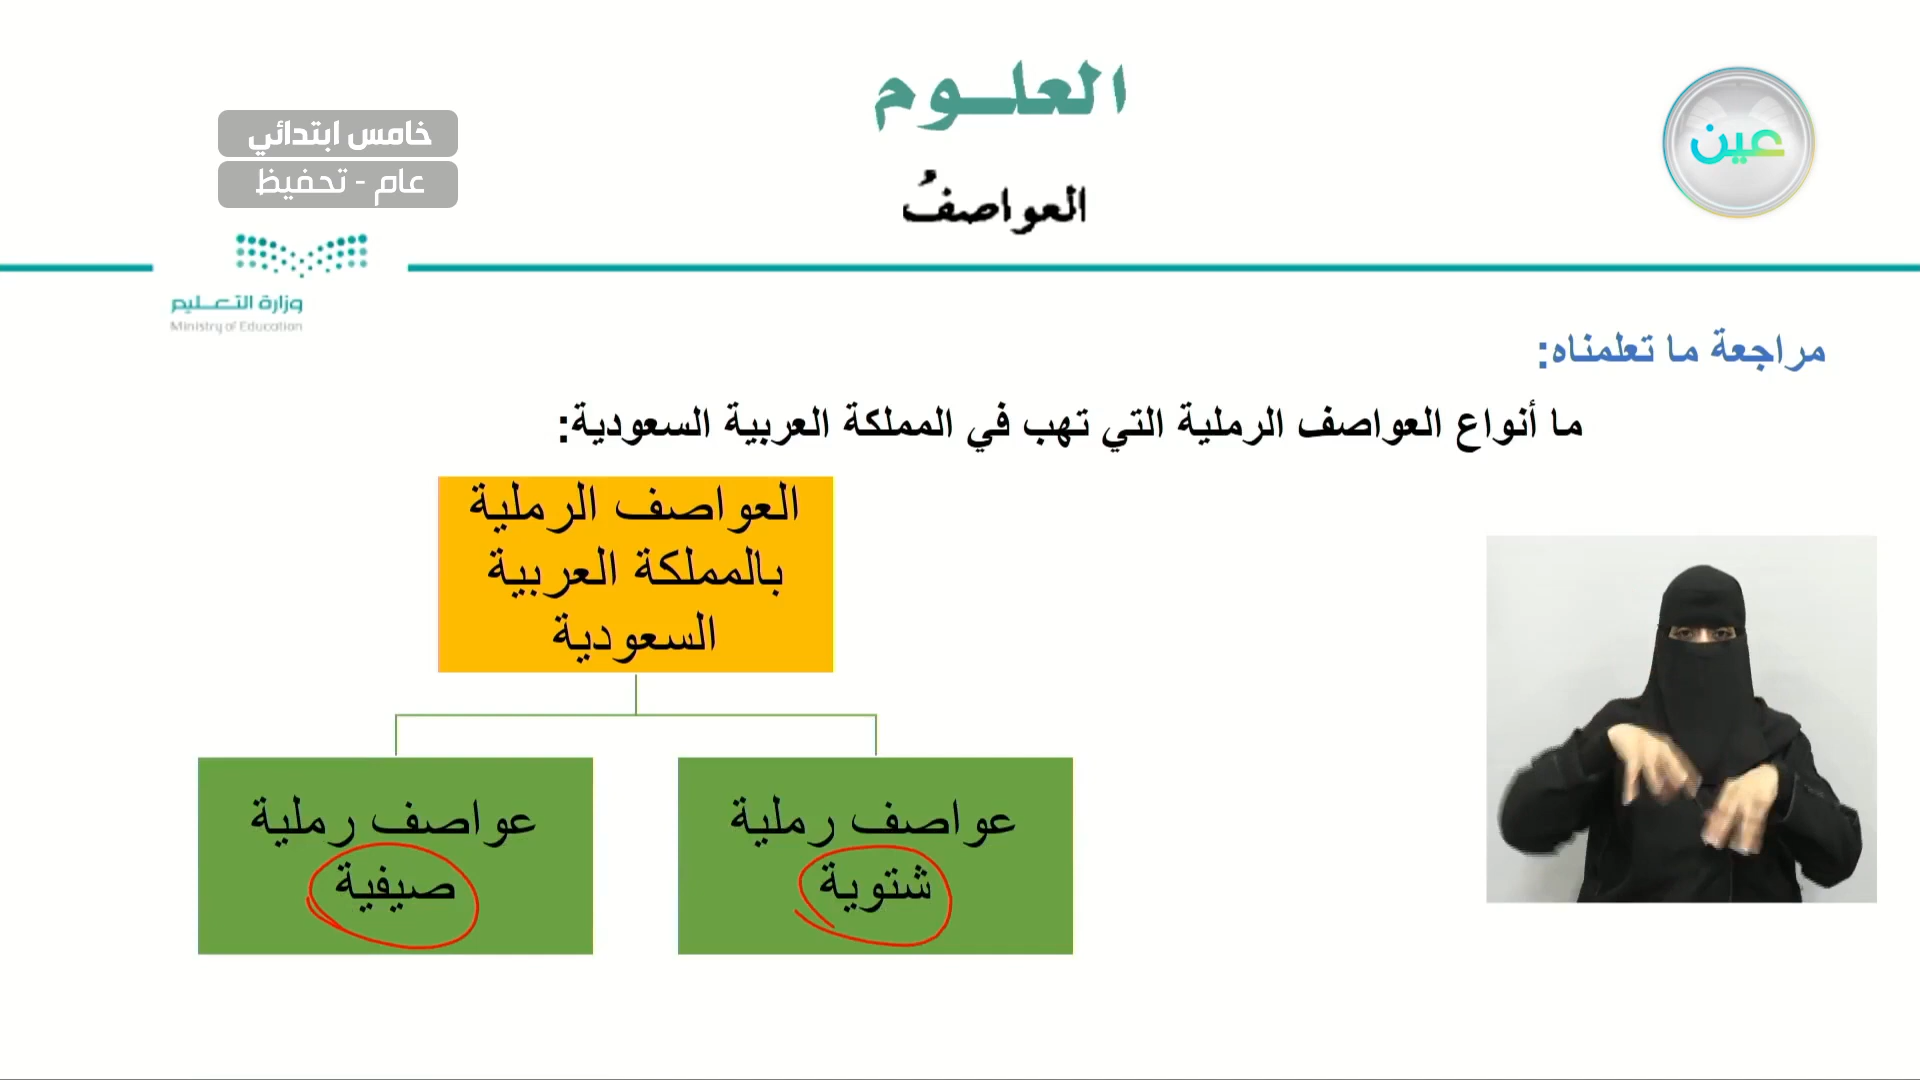 العلـــوم
العواصفُ
عين
خامس ابتدائي
عام - تحفيظ
وزارة التعـــليم
Ministry of Education
مراجعة ما تعلمناه:
ما أنواع العواصف الرملية التي تهب في المملكة العربية السعودية:
العواصف الرملية
بالمملكة العربية
السعودية
عواصف رملية
شتوية
عواصف رملية
صيفية